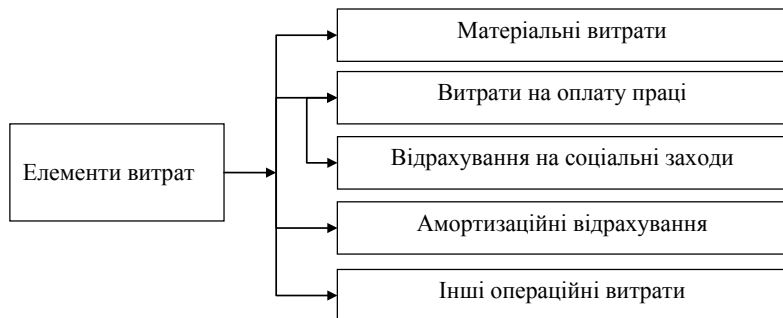 Матеріальні витрати
Витрати на оплату праці
Елементи витрат
Відрахування на соціальні заходи
Амортизаційні відрахування
Інші операційні витрати